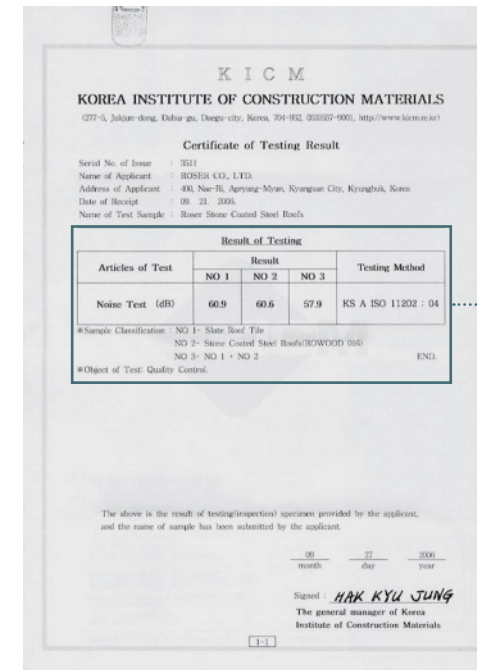 K I C M
KOREA INSTITUTE OF CONSTRUCTION MATERIALS
(277-5, Jukjun-dong, Dalsu-gu, Daegu-city, Korea, 704-932, 053)557-9001, http://www.kicm.re.kr)
Certificate of Testing Result
Serial No. of Issue : 3511
Name of Applicant : ROSER CO., LTD.
Address of Applicant : 400, Nae-Ri, Apryang-Myun, Kyungsan City, Kyungbuk, Korea
Date of Receipt : 09. 21. 2006.
Name of Test Sample : Roser Stone Coated Steel Roofs
Result of Testing
Articles of Test Result Testing Method
NO 1 NO 2 NO 3
Noise Test (dB) 60.9 60.6 57.9 KS A ISO 11202 : 04
※Sample Classification : NO 1- Slate Roof Tile
NO 2- Stone Coated Steel Roofs(ROWOOD 016)
NO 3- NO 1 + NO 2 END.
※Object of Test: Quality Control.
The above is the result of testing(inspection) specimen provided by the applicant,
and the name of sample has been submitted by the applicant.
09 27 2006
month day year
Signed : HAK KYU JUNG
The general manager of Korea
Institute of Construction Materials
1-1